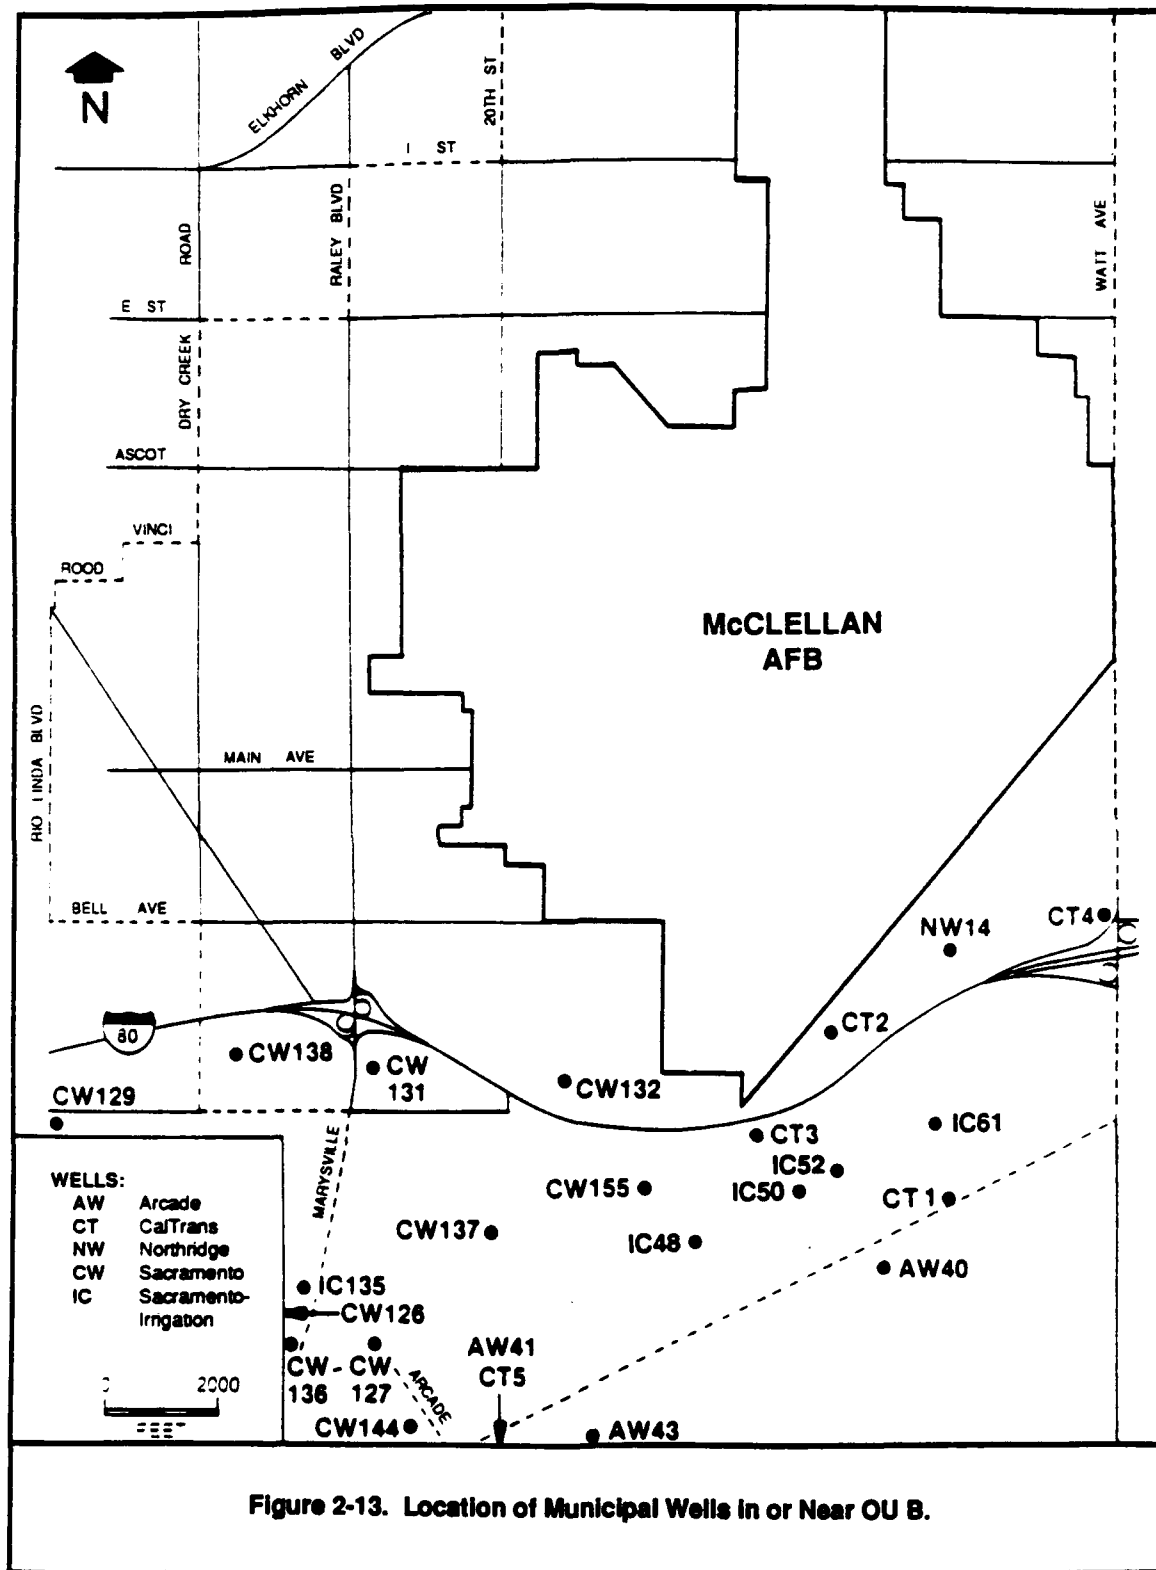 N
ELKHORN BLVD
20TH ST
I ST
ROAD
RALEY BLVD
WATT AVE
E ST
DRY CREEK
ASCOT
VINCI
ROOD
McCLELLAN
AFB
RIO LINDA BLVD
MAIN AVE
BELL AVE
NW14
CT4
80
CT2
CW138
CW
131
CW132
CW129
CT3
IC61
IC52
IC50
CT1
CW155
MARYSVILLE
CW137
IC48
AW40
WELLS:
AW Arcade
CT CalTrans
NW Northridge
CW Sacramento
IC Sacramento-
Irrigation
IC135
CW126
AW41
CT5
CW
136
CW
127
ARCADE
0 2000
FEET
CW144
AW43
Figure 2-13. Location of Municipal Wells in or Near OU B.